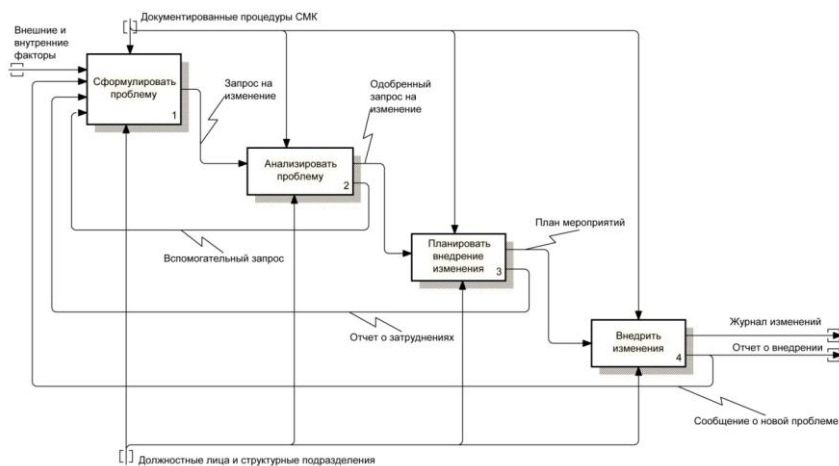 Документированные процедуры СМК
Внешние и
внутренние
факторы
Сформулировать
проблему
1
Запрос на
изменение
Одобренный
запрос на
изменение
Анализировать
проблему
2
Вспомогательный запрос
Планировать
внедрение
изменения
3
План мероприятий
Отчет о затруднениях
Внедрить
изменения
4
Журнал изменений
Отчет о внедрении
Сообщение о новой проблеме
Должностные лица и структурные подразделения